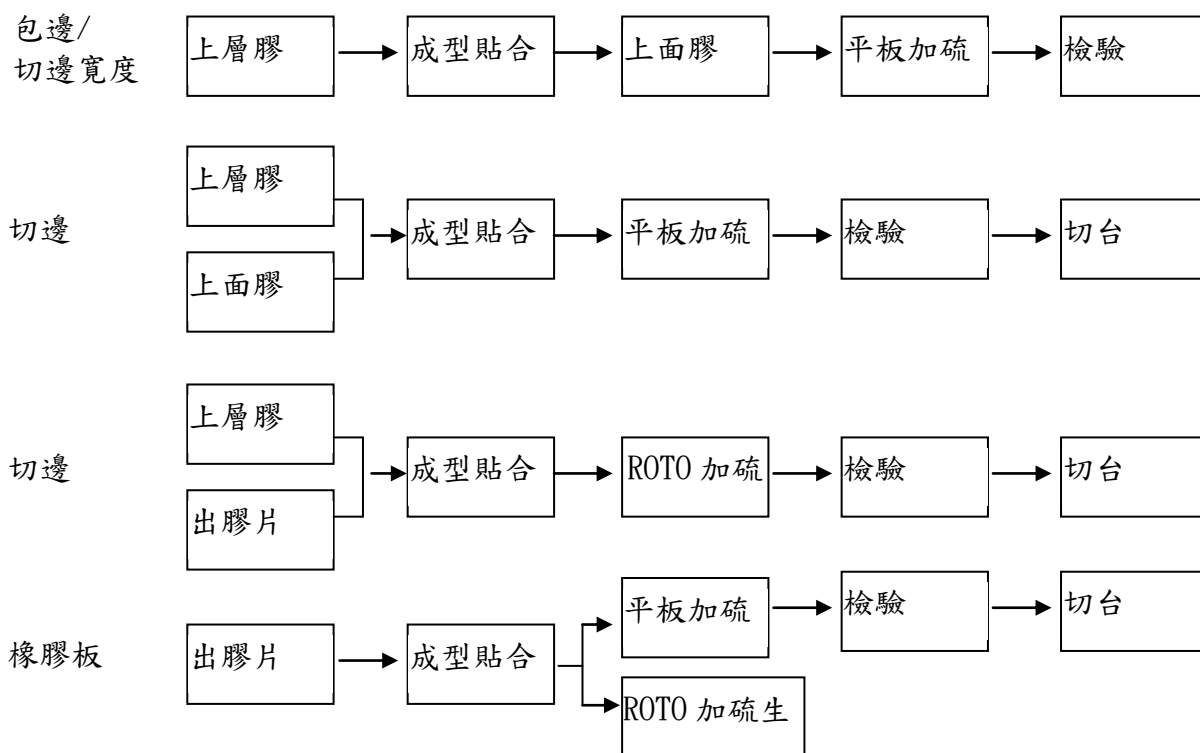 包邊/
切邊寬度
上層膠
成型貼合
上面膠
平板加硫
檢驗
切邊
上層膠
上面膠
成型貼合
平板加硫
檢驗
切台
切邊
上層膠
出膠片
成型貼合
ROTO 加硫
檢驗
切台
橡膠板
出膠片
成型貼合
平板加硫
檢驗
切台
ROTO 加硫生